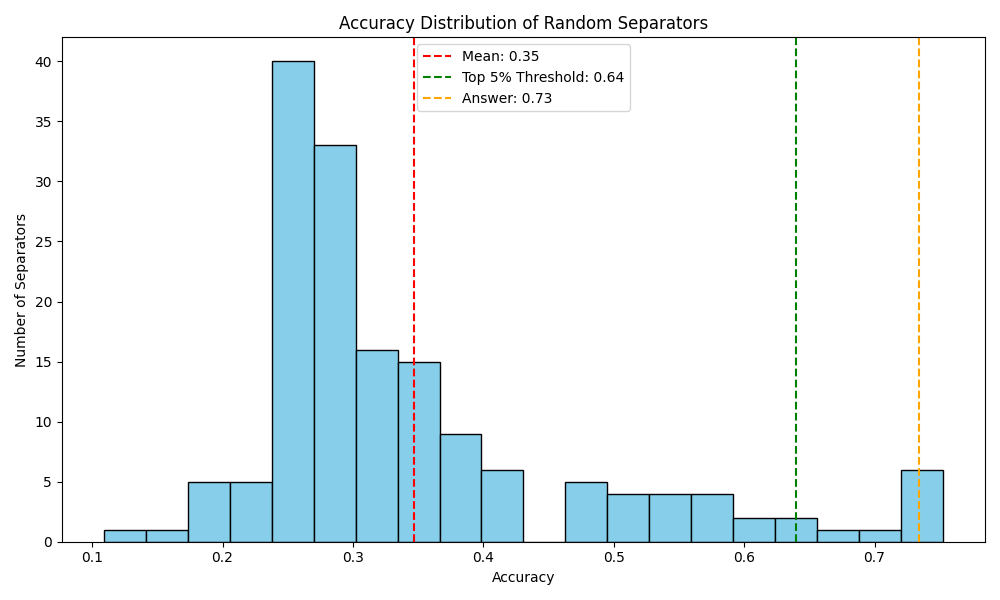 Accuracy Distribution of Random Separators
Mean: 0.35
Top 5% Threshold: 0.64
Answer: 0.73
Number of Separators
40
35
30
25
20
15
10
5
0
0.1 0.2 0.3 0.4 0.5 0.6 0.7
Accuracy